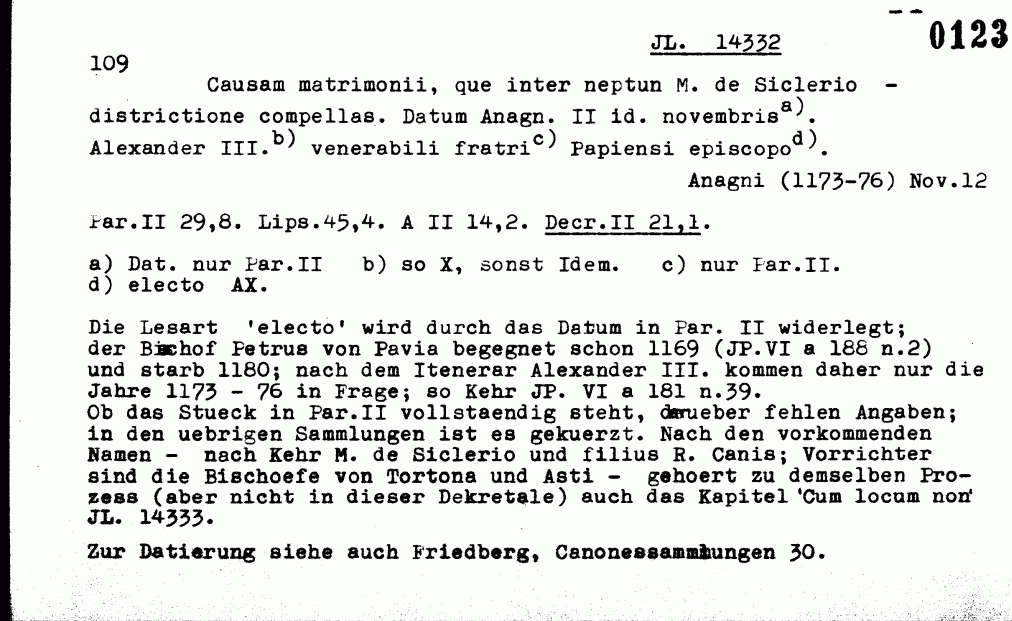 0123
JL. 14332
109
Causam matrimonii, que inter neptun M. de Siclerio -
districtione compellas. Datum Anagn. II id. novembris a).
Alexander III. b) venerabili fratri c) Papiensi episcopo d).
Anagni (1173-76) Nov.12
Par.II 29,8. Lips.45,4. A II 14,2. Decr.II 21,1.
a) Dat. nur Par.II b) so X, sonst Idem. c) nur Par.II.
d) electo AX.
Die Lesart 'electo' wird durch das Datum in Par. II widerlegt;
der Bischof Petrus von Pavia begegnet schon 1169 (JP.VI a 188 n.2)
und starb 1180; nach dem Itenerar Alexander III. kommen daher nur die
Jahre 1173 - 76 in Frage; so Kehr JP. VI a 181 n.39.
Ob das Stueck in Par.II vollstaendig steht, darueber fehlen Angaben;
in den uebrigen Sammlungen ist es gekuerzt. Nach den vorkommenden
Namen - nach Kehr M. de Siclerio und filius R. Canis; Vorrichter
sind die Bischoefe von Tortona und Asti - gehoert zu demselben Pro-
zess (aber nicht in dieser Dekretale) auch das Kapitel 'Cum locum non'
JL. 14333.
Zur Datierung siehe auch Friedberg, Canonessammlungen 30.